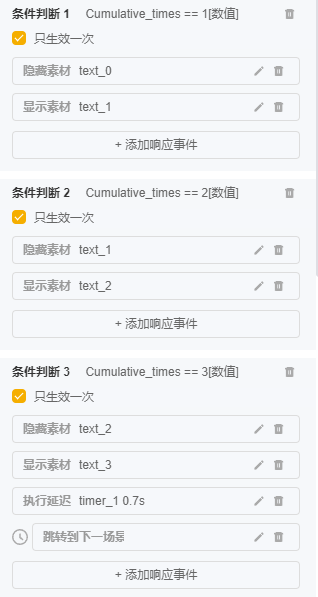 条件判断 1 Cumulative_times == 1[数值]
只生效一次
隐藏素材 text_0
显示素材 text_1
+ 添加响应事件
条件判断 2 Cumulative_times == 2[数值]
只生效一次
隐藏素材 text_1
显示素材 text_2
+ 添加响应事件
条件判断 3 Cumulative_times == 3[数值]
只生效一次
隐藏素材 text_2
显示素材 text_3
执行延迟 timer_1 0.7s
跳转到下一场景
+ 添加响应事件